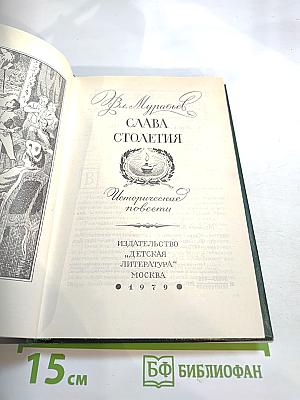 Вл. Муравьев
СЛАВА
СТОЛЕТИЯ
Исторические
повести
ИЗДАТЕЛЬСТВО
„ДЕТСКАЯ
ЛИТЕРАТУРА"
МОСКВА
• 1979 •
15 см
БФ БИБЛИОФАН